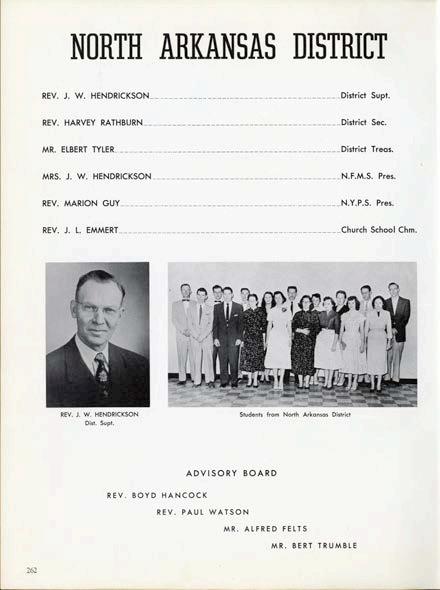 NORTH ARKANSAS DISTRICT
REV. J. W. HENDRICKSON District Supt.
REV. HARVEY RATHBURN District Sec.
MR. ELBERT TYLER District Treas.
MRS. J. W. HENDRICKSON N.F.M.S. Pres.
REV. MARION GUY N.Y.P.S. Pres.
REV. J. L. EMMERT Church School Chm.
REV. J. W. HENDRICKSON
Dist. Supt.
Students from North Arkansas District
ADVISORY BOARD
REV. BOYD HANCOCK
REV. PAUL WATSON
MR. ALFRED FELTS
MR. BERT TRUMBLE
262